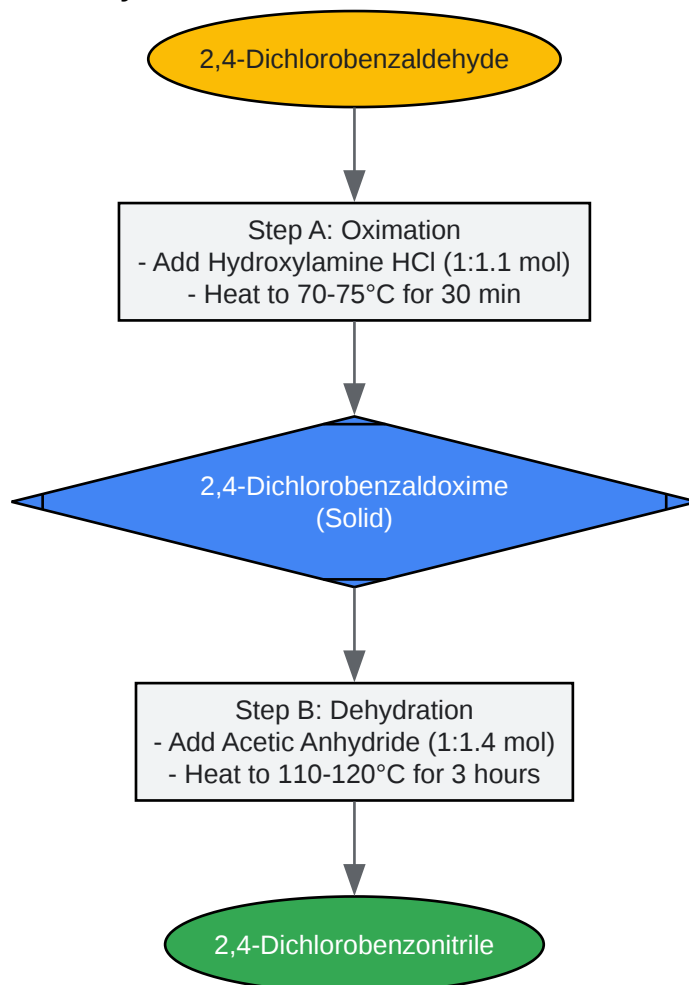 2,4-Dichlorobenzaldehyde
Step A: Oximation
- Add Hydroxylamine HCl (1:1.1 mol)
- Heat to 70-75°C for 30 min
2,4-Dichlorobenzaldoxime
(Solid)
Step B: Dehydration
- Add Acetic Anhydride (1:1.4 mol)
- Heat to 110-120°C for 3 hours
2,4-Dichlorobenzonitrile